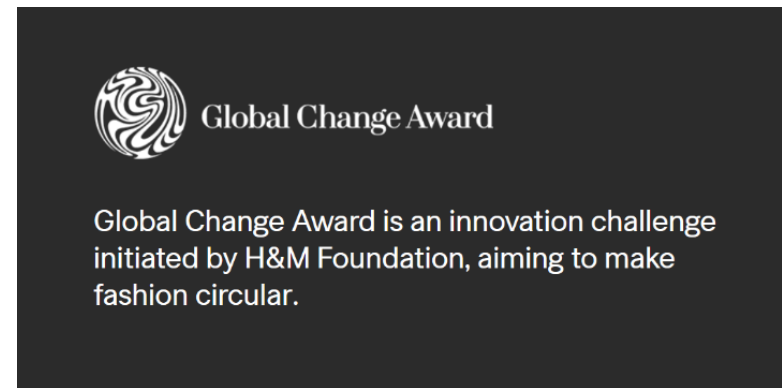 Global Change Award
Global Change Award is an innovation challenge
initiated by H&M Foundation, aiming to make
fashion circular.